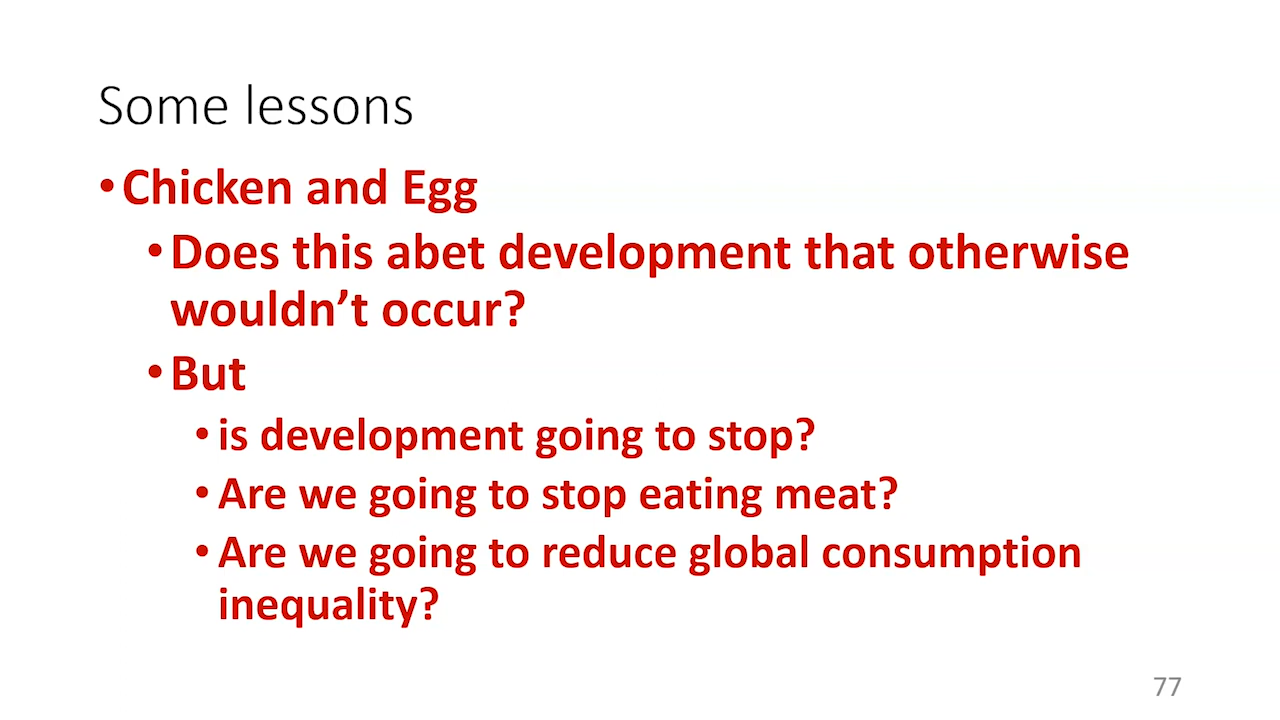 Some lessons
•Chicken and Egg
•Does this abet development that otherwise
wouldn’t occur?
•But
•is development going to stop?
•Are we going to stop eating meat?
•Are we going to reduce global consumption
inequality?
77